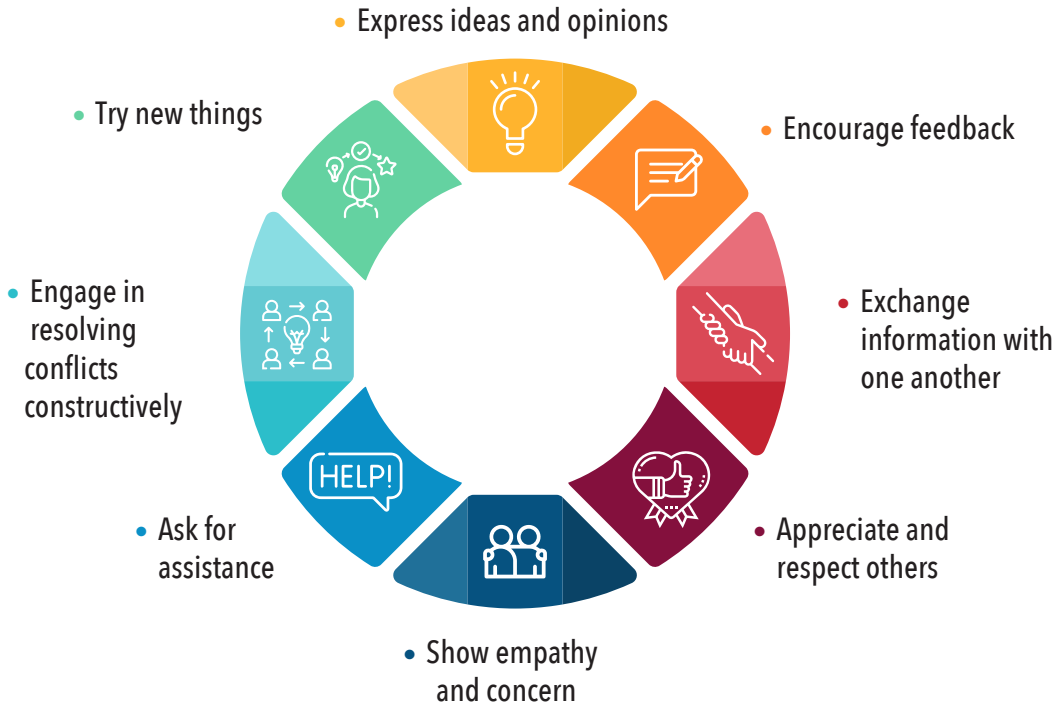 • Express ideas and opinions
• Encourage feedback
• Exchange
information with
one another
• Appreciate and
respect others
• Show empathy
and concern
• Ask for
assistance
HELP!
• Engage in
resolving
conflicts
constructively
• Try new things